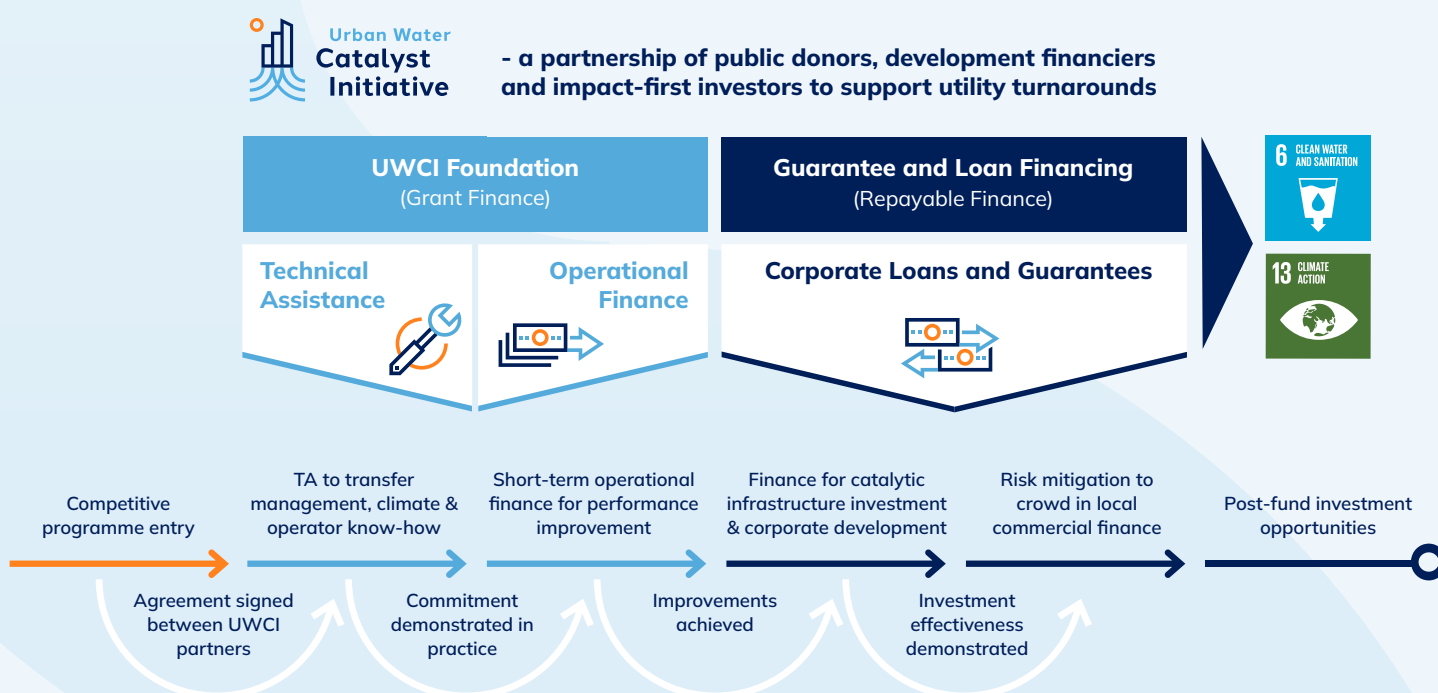 Urban Water
Catalyst
Initiative
- a partnership of public donors, development financiers
and impact-first investors to support utility turnarounds
UWCI Foundation
(Grant Finance)
Guarantee and Loan Financing
(Repayable Finance)
6 CLEAN WATER
AND SANITATION
Technical
Assistance
Operational
Finance
Corporate Loans and Guarantees
13 CLIMATE
ACTION
Competitive
programme entry
TA to transfer
management, climate &
operator know-how
Short-term operational
finance for performance
improvement
Finance for catalytic
infrastructure investment
& corporate development
Risk mitigation to
crowd in local
commercial finance
Post-fund investment
opportunities
Agreement signed
between UWCI
partners
Commitment
demonstrated in
practice
Improvements
achieved
Investment
effectiveness
demonstrated